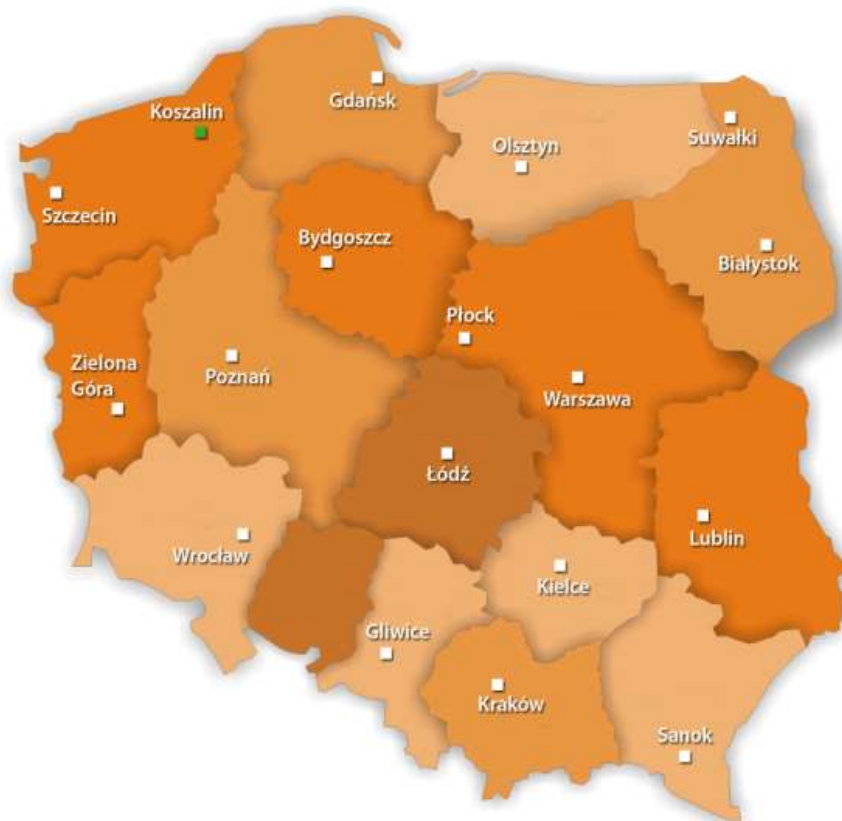 Koszalin
Gdańsk
Suwałki
Olsztyn
Szczecin
Bydgoszcz
Białystok
Płock
Zielona
Góra
Poznań
Warszawa
Łódź
Wrocław
Lublin
Kielce
Gliwice
Kraków
Sanok